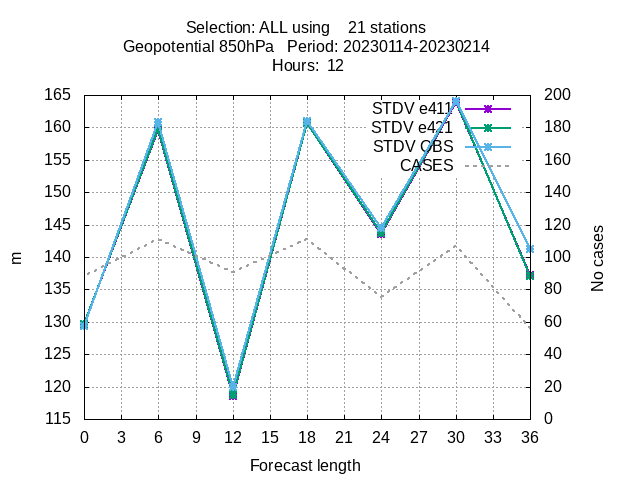 Selection: ALL using    21 stations
Geopotential 850hPa   Period: 20230114-20230214
Hours:  12
165
160
155
150
145
140
135
130
125
120
115
m
STDV e411
STDV e421
STDV OBS
CASES
200
180
160
140
120
100
80
60
40
20
0
No cases
0 3 6 9 12 15 18 21 24 27 30 33 36
Forecast length